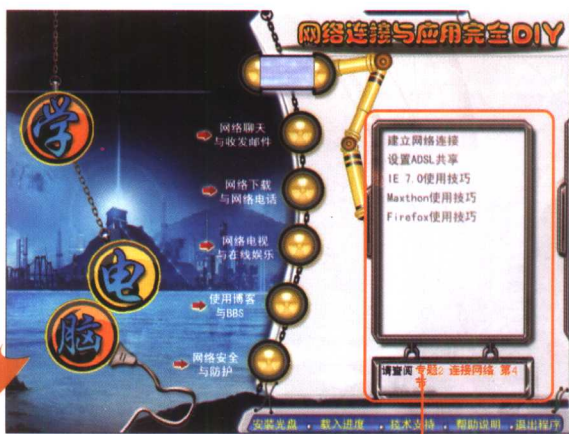 网络连接与应用完全DIY
学
电
脑
网络聊天
与收发邮件
网络下载
与网络电话
网络电视
与在线娱乐
使用博客
与BBS
网络安全
与防护
建立网络连接
设置ADSL共享
IE 7.0使用技巧
Maxthon使用技巧
Firefox使用技巧
请查阅 专题2 连接网络 第4
节
安装光盘 . 载入进度 . 技术支持 . 帮助说明 . 退出程序